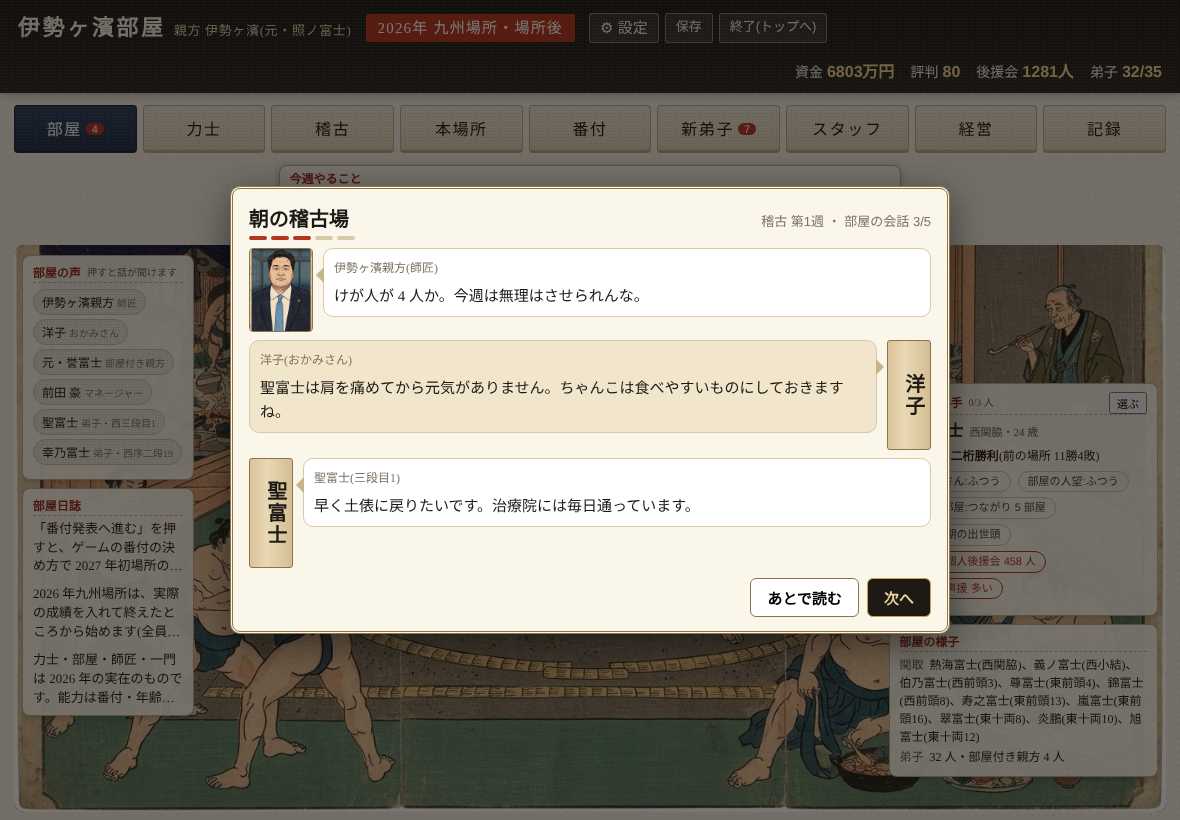 伊勢ヶ濱部屋 親方 伊勢ヶ濱(元・照ノ富士) 2026年 九州場所・場所後 ⚙ 設定 保存 終了(トップへ)
資金 6803万円 評判 80 後援会 1281人 弟子 32/35
部屋 4 力士 稽古 本場所 番付 新弟子 7 スタッフ 経営 記録
今週やること
朝の稽古場
稽古 第1週 ・ 部屋の会話 3/5
伊勢ヶ濱親方(師匠)
けが人が 4 人か。今週は無理はさせられんな。
洋子(おかみさん)
聖富士は肩を痛めてから元気がありません。ちゃんこは食べやすいものにしておきます
ね。
洋子
聖富士
聖富士(三段目1)
早く土俵に戻りたいです。治療院には毎日通っています。
あとで読む 次へ
部屋の声 押すと話が聞けます
伊勢ヶ濱親方 師匠
洋子 おかみさん
元・誉富士 部屋付き親方
前田 豪 マネージャー
聖富士 弟子・西三段目1
幸乃富士 弟子・西序二段19
部屋日誌
「番付発表へ進む」を押
すと、ゲームの番付の決
め方で 2027 年初場所の…
2026 年九州場所は、実際
の成績を入れて終えたと
ころから始めます(全員…
力士・部屋・師匠・一門
は 2026 年の実在のもので
す。能力は番付・年齢…
手 0/3 人 選ぶ
士 西関脇・24 歳
二桁勝利(前の場所 11勝4敗)
ん:ふつう 部屋の人望:ふつう
部屋:つながり 5 部屋
期の出世頭
個人後援会 458 人
声援 多い
部屋の様子
関取 熱海富士(西関脇)、義ノ富士(西小結)、
伯乃富士(西前頭3)、尊富士(東前頭4)、錦富士
(西前頭8)、寿之富士(東前頭13)、嵐富士(東前
頭16)、翠富士(東十両8)、炎鵬(東十両10)、旭
富士(東十両12)
弟子 32 人・部屋付き親方 4 人